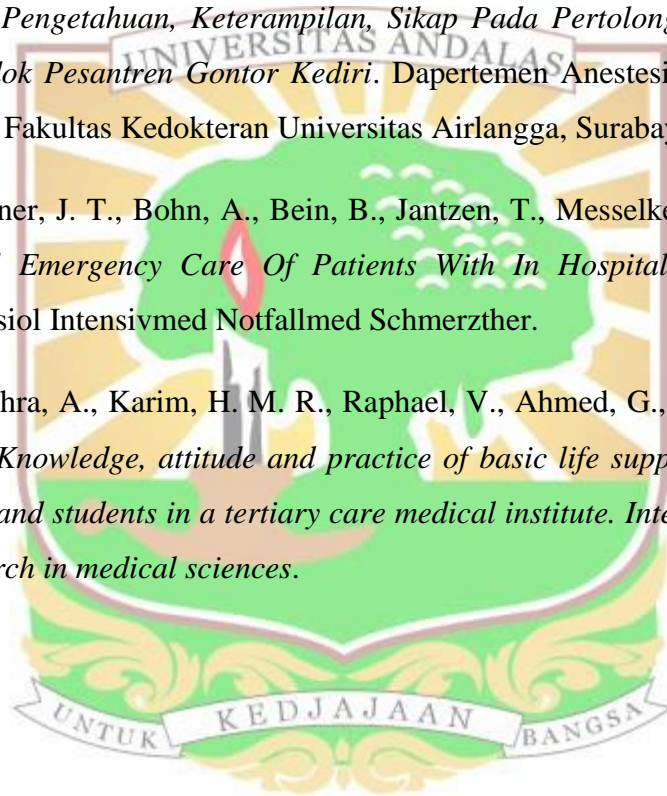 Pengetahuan, Keterampilan, Sikap Pada Pertolong
UNIVERSITAS ANDALAS
dok Pesantren Gontor Kediri. Dapertemen Anestesi
Fakultas Kedokteran Universitas Airlangga, Surabay
ner, J. T., Bohn, A., Bein, B., Jantzen, T., Messelke
Emergency Care Of Patients With In Hospital
siol Intensivmed Notfallmed Schmerzther.
hra, A., Karim, H. M. R., Raphael, V., Ahmed, G.,
Knowledge, attitude and practice of basic life supp
and students in a tertiary care medical institute. Inte
rch in medical sciences.
UNTUK KEDJAJAAN BANGSA